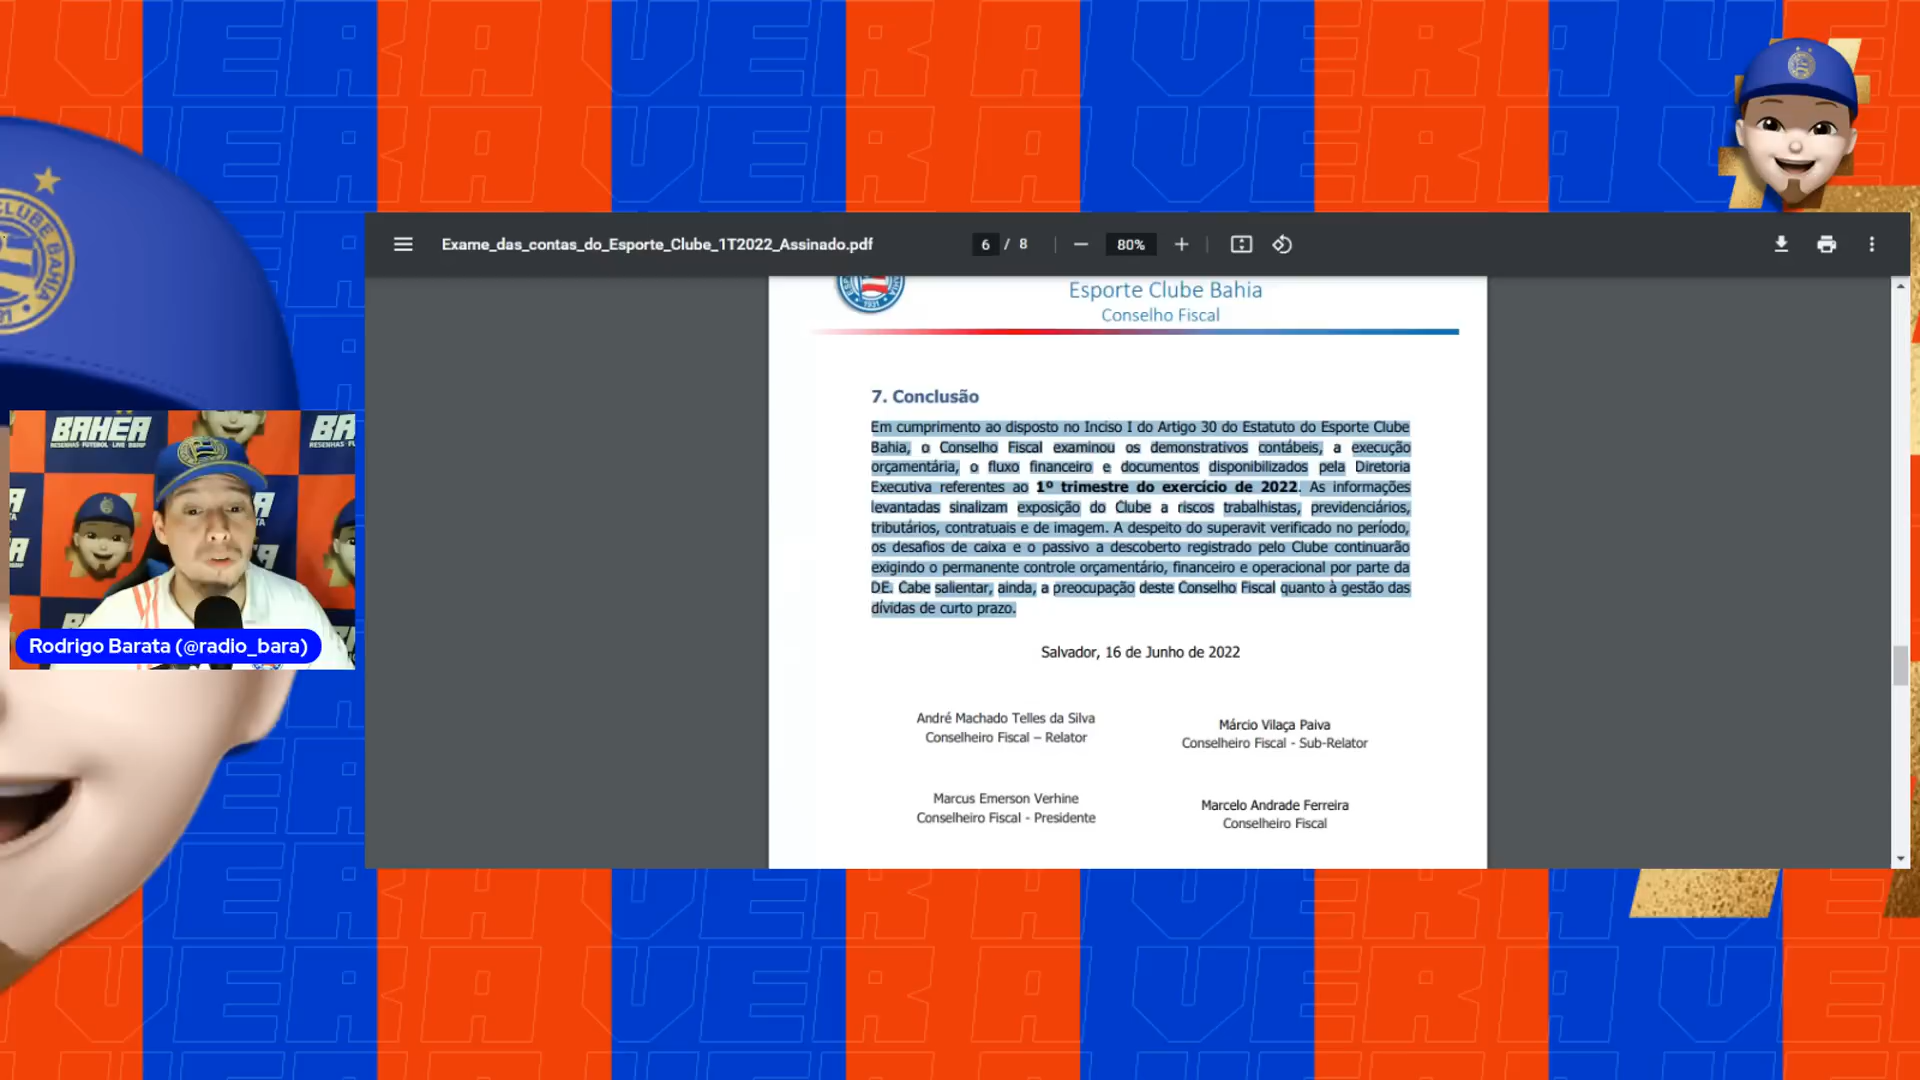 Exame_das_contas_do_Esporte_Clube_1T2022_Assinado.pdf
6 / 8
80%
Esporte Clube Bahia
Conselho Fiscal
7. Conclusão
Em cumprimento ao disposto no Inciso I do Artigo 30 do Estatuto do Esporte Clube
Bahia, o Conselho Fiscal examinou os demonstrativos contábeis, a execução
orçamentária, o fluxo financeiro e documentos disponibilizados pela Diretoria
Executiva referentes ao 1º trimestre do exercício de 2022. As informações
levantadas sinalizam exposição do Clube a riscos trabalhistas, previdenciários,
tributários, contratuais e de imagem. A despeito do superavit verificado no período,
os desafios de caixa e o passivo a descoberto registrado pelo Clube continuarão
exigindo o permanente controle orçamentário, financeiro e operacional por parte da
DE. Cabe salientar, ainda, a preocupação deste Conselho Fiscal quanto à gestão das
dívidas de curto prazo.
Salvador, 16 de Junho de 2022
André Machado Telles da Silva
Conselheiro Fiscal – Relator
Márcio Vilaça Paiva
Conselheiro Fiscal - Sub-Relator
Marcus Emerson Verhine
Conselheiro Fiscal - Presidente
Marcelo Andrade Ferreira
Conselheiro Fiscal
CLUBE BAHIA
BAHEA
RESENHAS FUTEBOL LIVE
BA
Rodrigo Barata (@radio_bara)